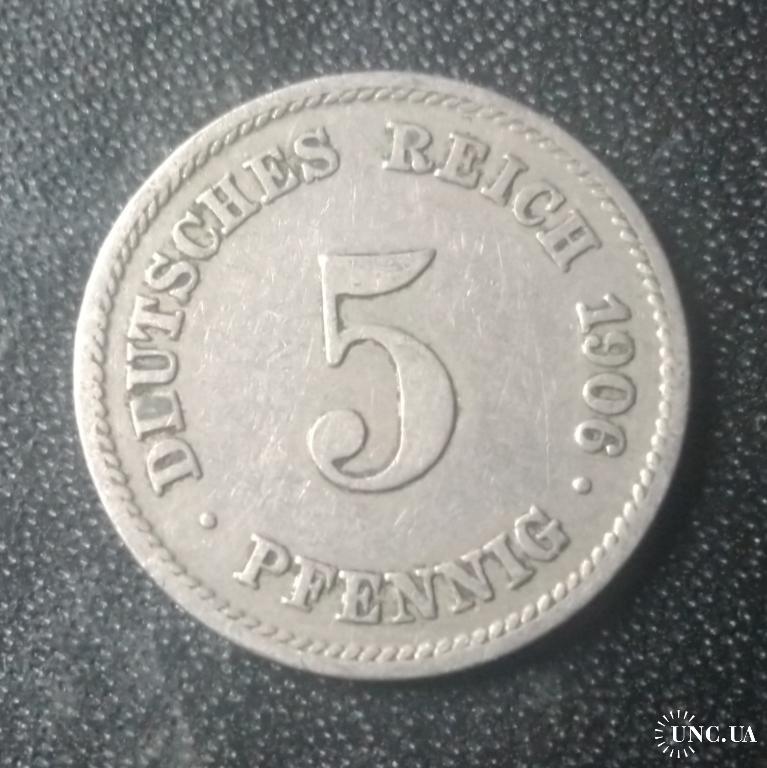 DEUTSCHES REICH 1906
5
· PFENNIG ·
UNC.UA